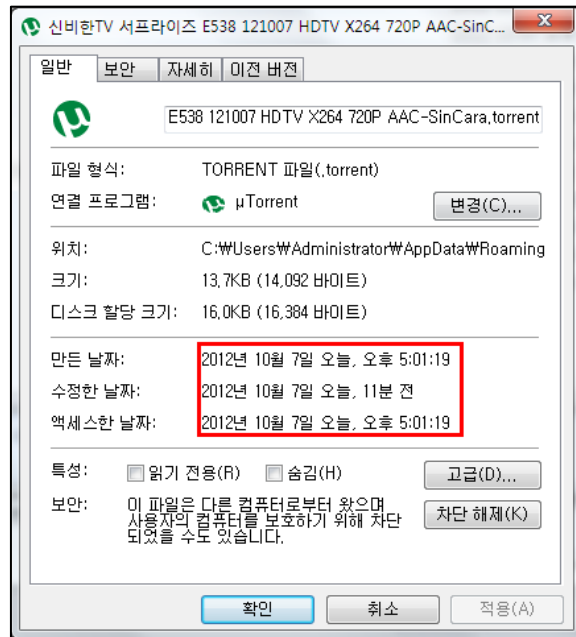 신비한TV 서프라이즈 E538 121007 HDTV X264 720P AAC-SinC...
일반 보안 자세히 이전 버전
E538 121007 HDTV X264 720P AAC-SinCara.torrent
파일 형식: TORRENT 파일(.torrent)
연결 프로그램: µTorrent 변경(C)...
위치: C:₩Users₩Administrator₩AppData₩Roaming
크기: 13.7KB (14,092 바이트)
디스크 할당 크기: 16.0KB (16,384 바이트)
만든 날짜: 2012년 10월 7일 오늘, 오후 5:01:19
수정한 날짜: 2012년 10월 7일 오늘, 11분 전
액세스한 날짜: 2012년 10월 7일 오늘, 오후 5:01:19
특성: 읽기 전용(R) 숨김(H) 고급(D)...
보안: 이 파일은 다른 컴퓨터로부터 왔으며
사용자의 컴퓨터를 보호하기 위해 차단
되었을 수도 있습니다.
차단 해제(K)
확인 취소 적용(A)